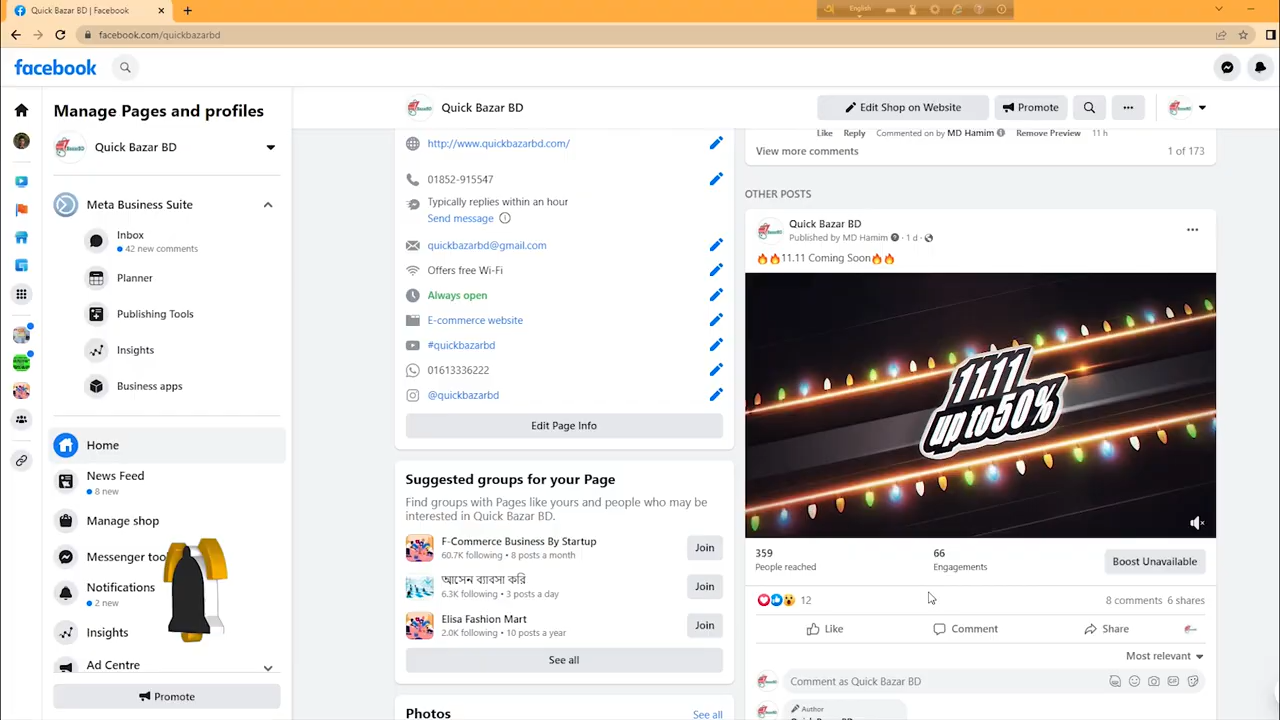 Quick Bazar BD | Facebook
English
facebook.com/quickbazarbd
facebook
Manage Pages and profiles
Quick Bazar BD
Meta Business Suite
Inbox
42 new comments
Planner
Publishing Tools
Insights
Business apps
Home
News Feed
8 new
Manage shop
Messenger too
Notifications
2 new
Insights
Ad Centre
Promote
Quick Bazar BD
Edit Shop on Website
Promote
http://www.quickbazarbd.com/
01852-915547
Typically replies within an hour
Send message
quickbazarbd@gmail.com
Offers free Wi-Fi
Always open
E-commerce website
#quickbazarbd
01613336222
@quickbazarbd
Edit Page Info
Suggested groups for your Page
Find groups with Pages like yours and people who may be
interested in Quick Bazar BD.
F-Commerce Business By Startup
60.7K following • 8 posts a month
Join
আসেন ব্যাবসা করি
6.3K following • 3 posts a day
Join
Elisa Fashion Mart
2.0K following • 10 posts a year
Join
See all
Photos
See all
Like Reply Commented on by MD Hamim Remove Preview 11 h
View more comments 1 of 173
OTHER POSTS
Quick Bazar BD
Published by MD Hamim · 1 d ·
🔥🔥11.11 Coming Soon🔥🔥
11.11
up to 50%
359 66
People reached Engagements
Boost Unavailable
12 8 comments 6 shares
Like Comment Share
Most relevant
Comment as Quick Bazar BD
Author